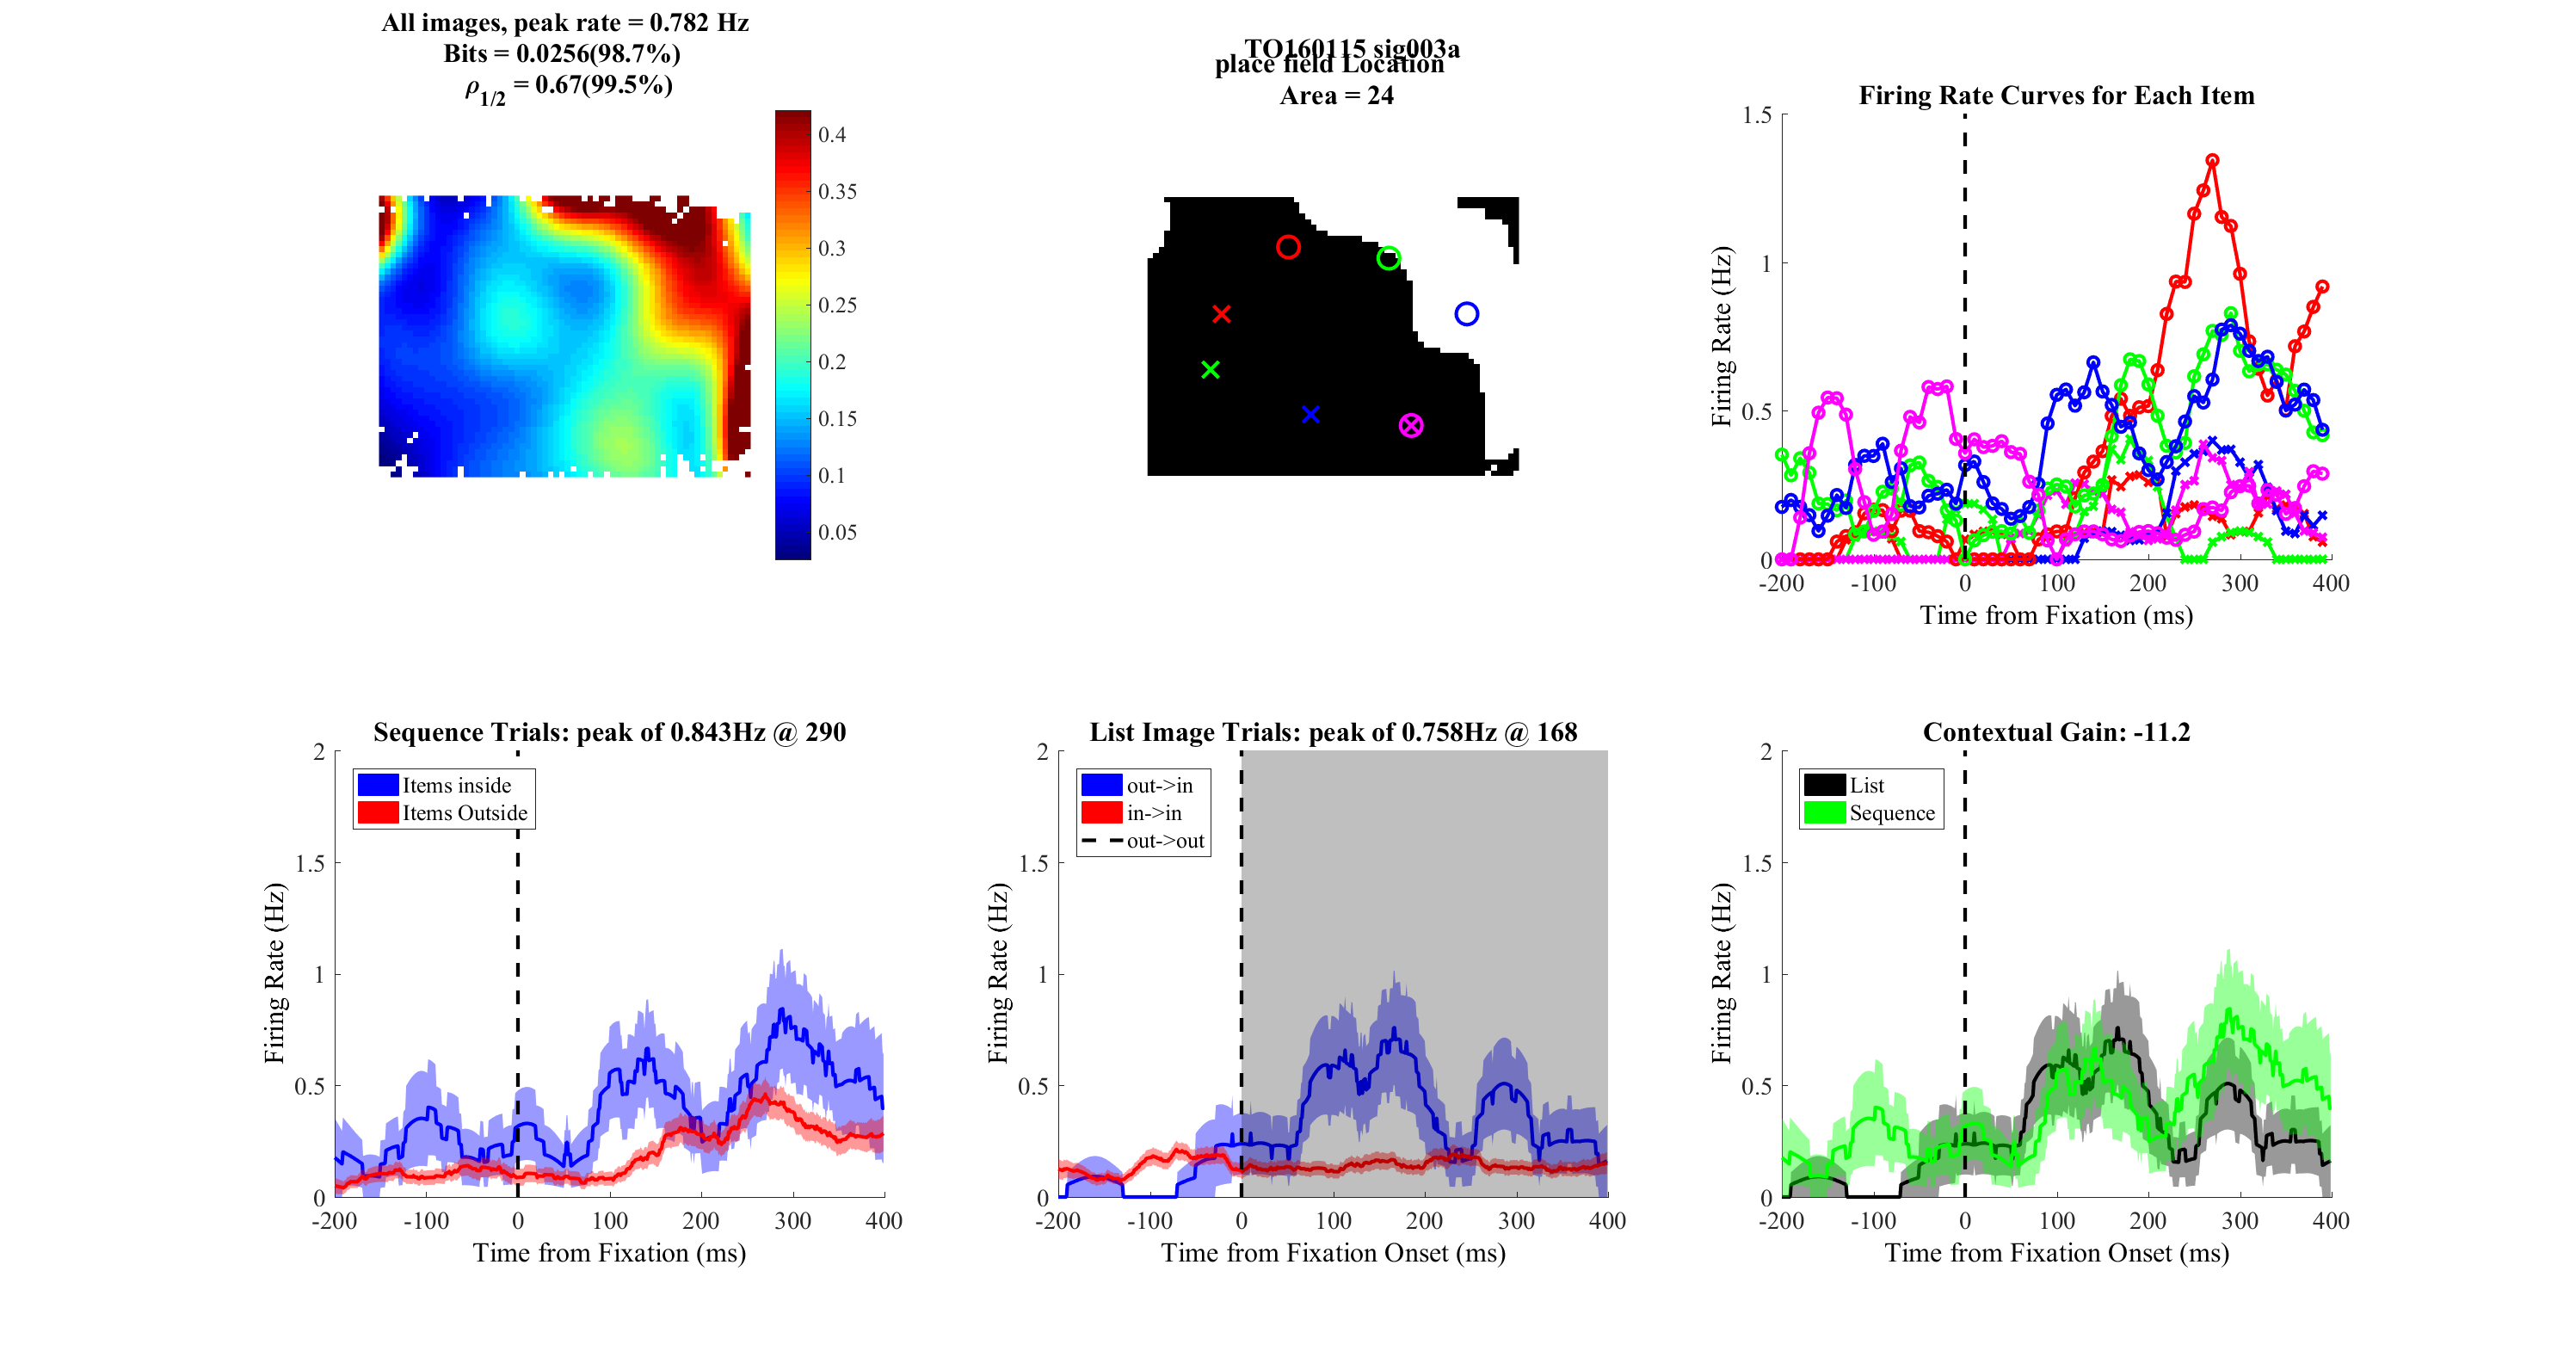 All images, peak rate = 0.782 Hz
Bits = 0.0256(98.7%)
ρ1/2 = 0.67(99.5%)
0.4
0.35
0.3
0.25
0.2
0.15
0.1
0.05
TO160115 sig003a
place field Location
Area = 24
Firing Rate Curves for Each Item
1.5
1
0.5
0
Firing Rate (Hz)
-200 -100 0 100 200 300 400
Time from Fixation (ms)
Sequence Trials: peak of 0.843Hz @ 290
2
1.5
1
0.5
0
Firing Rate (Hz)
Items inside
Items Outside
-200 -100 0 100 200 300 400
Time from Fixation (ms)
List Image Trials: peak of 0.758Hz @ 168
2
1.5
1
0.5
0
Firing Rate (Hz)
out->in
in->in
out->out
-200 -100 0 100 200 300 400
Time from Fixation Onset (ms)
Contextual Gain: -11.2
2
1.5
1
0.5
0
Firing Rate (Hz)
List
Sequence
-200 -100 0 100 200 300 400
Time from Fixation Onset (ms)